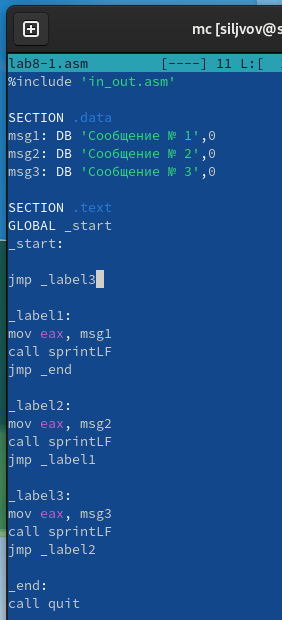 mc [siljvov@s
lab8-1.asm [----] 11 L:[
%include 'in_out.asm'
SECTION .data
msg1: DB 'Сообщение № 1',0
msg2: DB 'Сообщение № 2',0
msg3: DB 'Сообщение № 3',0
SECTION .text
GLOBAL _start
_start:
jmp _label3
_label1:
mov eax, msg1
call sprintLF
jmp _end
_label2:
mov eax, msg2
call sprintLF
jmp _label1
_label3:
mov eax, msg3
call sprintLF
jmp _label2
_end:
call quit